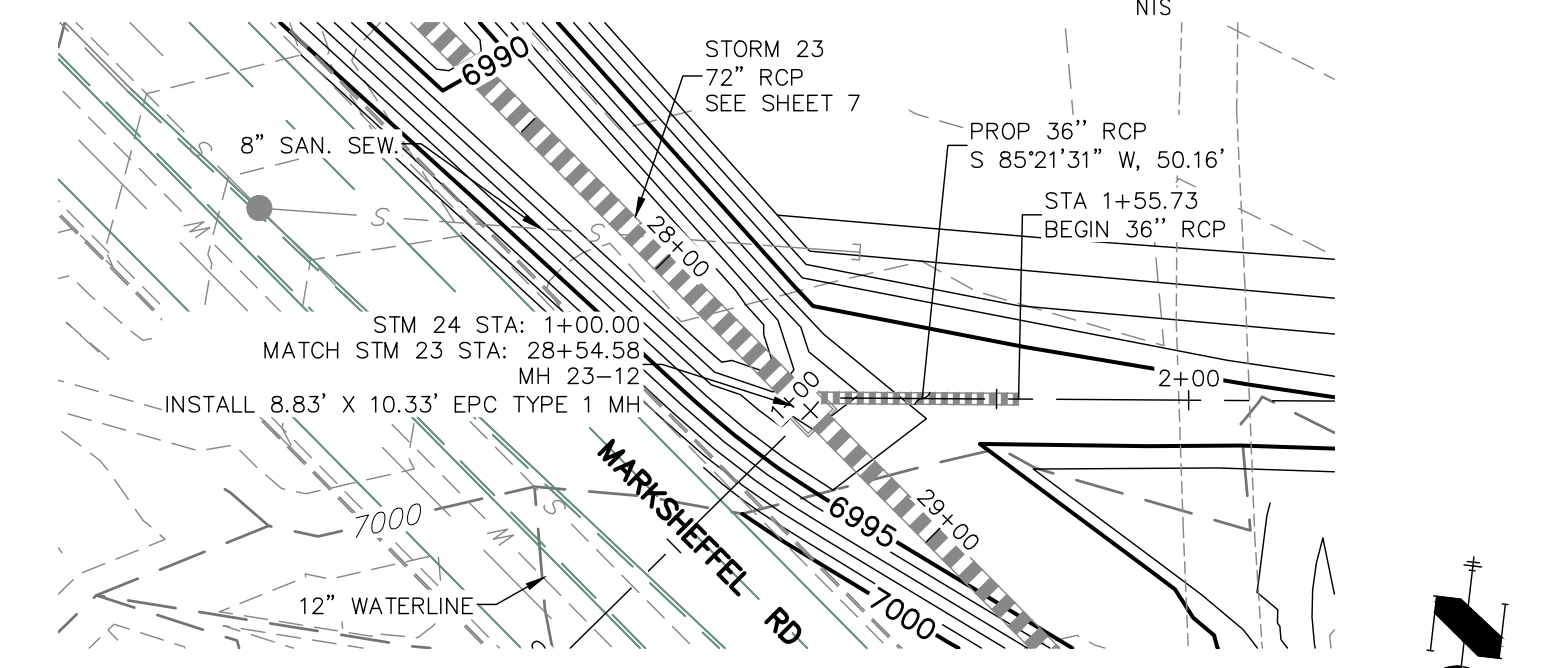 NTS
STORM 23
72” RCP
SEE SHEET 7
6990
PROP 36’’ RCP
S 85°21’31” W, 50.16’
8” SAN. SEW.
STA 1+55.73
BEGIN 36’’ RCP
S
S
S
W
28+00
STM 24 STA: 1+00.00
MATCH STM 23 STA: 28+54.58
MH 23-12
INSTALL 8.83’ X 10.33’ EPC TYPE 1 MH
1+00
2+00
MARKSHEFFEL RD
6995
29+00
7000
S
W
12” WATERLINE
7000